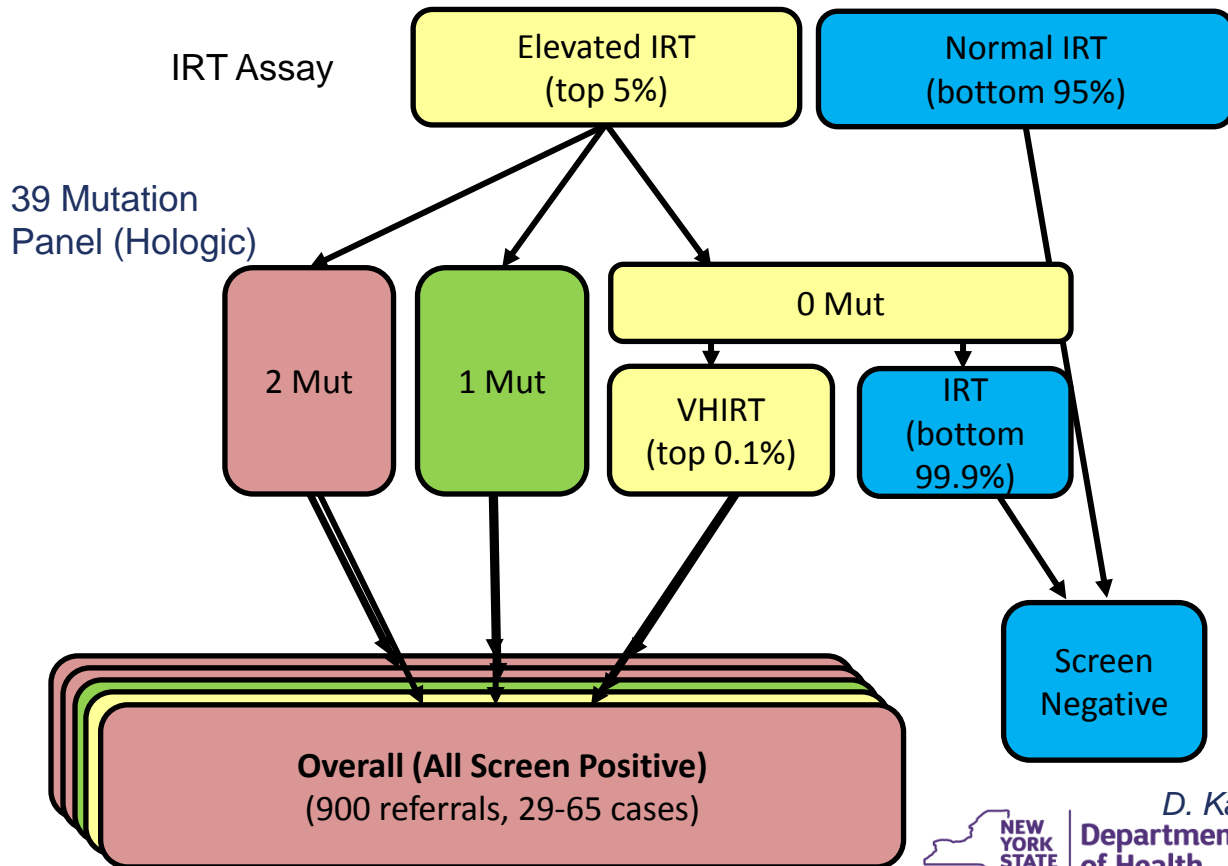 IRT Assay
Elevated IRT
(top 5%)
Normal IRT
(bottom 95%)
39 Mutation
Panel (Hologic)
2 Mut
1 Mut
0 Mut
VHIRT
(top 0.1%)
IRT
(bottom
99.9%)
Screen
Negative
Overall (All Screen Positive)
(900 referrals, 29-65 cases)
D.
NEW
YORK
STATE
of Health